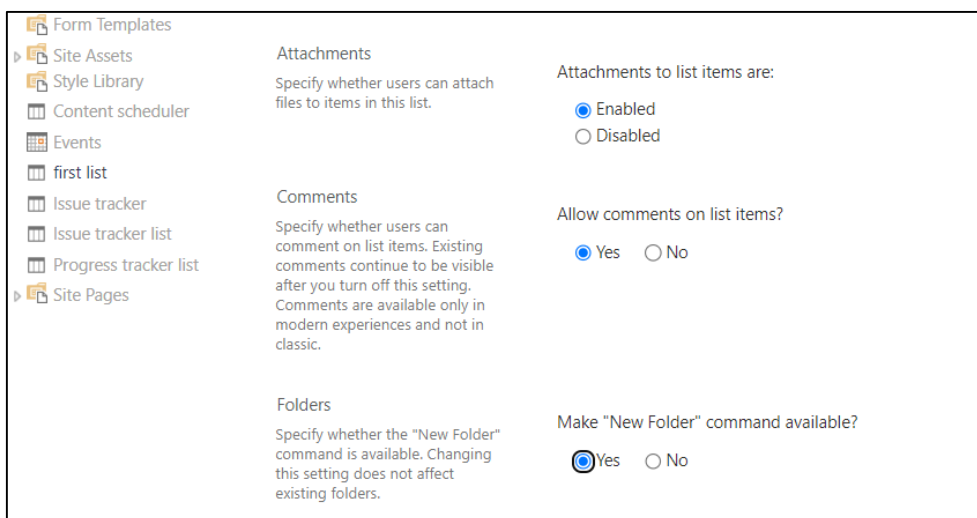 Form Templates
Site Assets
Style Library
Content scheduler
Events
first list
Issue tracker
Issue tracker list
Progress tracker list
Site Pages
Attachments
Specify whether users can attach
files to items in this list.
Attachments to list items are:
Enabled
Disabled
Comments
Specify whether users can
comment on list items. Existing
comments continue to be visible
after you turn off this setting.
Comments are available only in
modern experiences and not in
classic.
Allow comments on list items?
Yes No
Folders
Specify whether the "New Folder"
command is available. Changing
this setting does not affect
existing folders.
Make "New Folder" command available?
Yes No